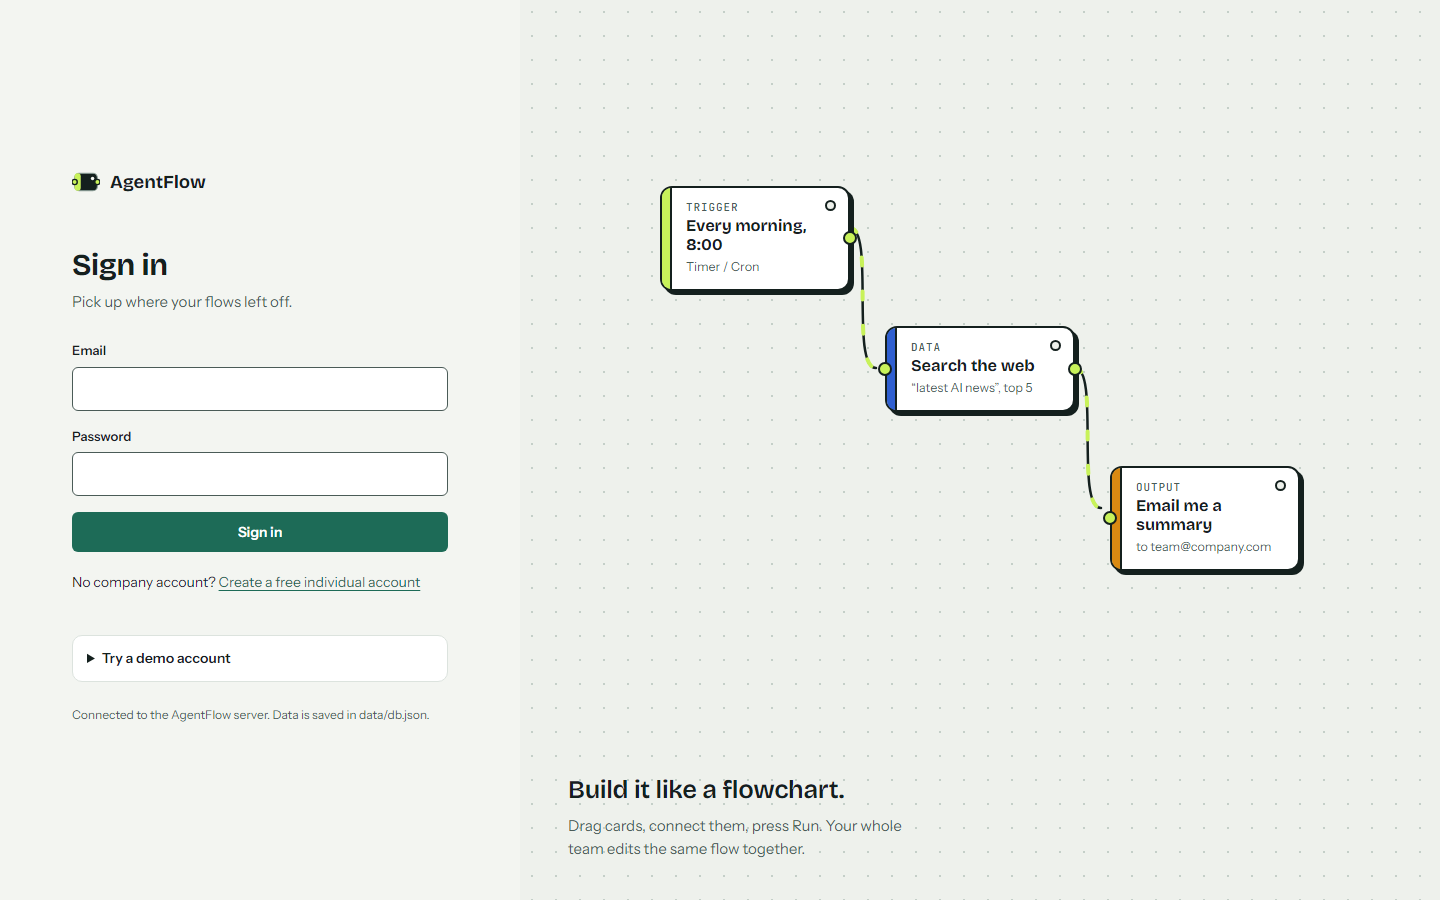 AgentFlow
Sign in
Pick up where your flows left off.
Email
Password
Sign in
No company account? Create a free individual account
Try a demo account
Connected to the AgentFlow server. Data is saved in data/db.json.
TRIGGER
Every morning,
8:00
Timer / Cron
DATA
Search the web
“latest AI news”, top 5
OUTPUT
Email me a
summary
to team@company.com
Build it like a flowchart.
Drag cards, connect them, press Run. Your whole
team edits the same flow together.